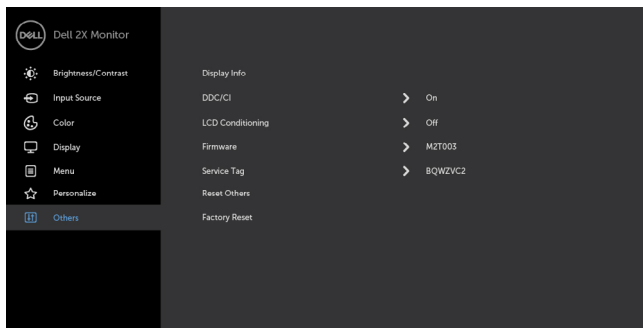 DELL Dell 2X Monitor
Brightness/Contrast Display Info
Input Source DDC/CI On
Color LCD Conditioning Off
Display Firmware M2T003
Menu Service Tag BQWZVC2
Personalize Reset Others
Others Factory Reset